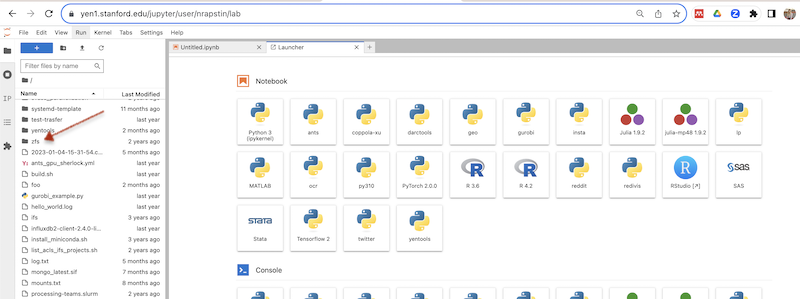 yen1.stanford.edu/jupyter/user/nrapstin/lab
File Edit View Run Kernel Tabs Settings Help
Untitled.ipynb Launcher
Filter files by name
/
Name Last Modified
systemd-template 11 months ago
test-trasfer last year
yentools 2 months ago
zfs 2 years ago
2023-01-04-15-31-54.c... 5 months ago
ants_gpu_sherlock.yml last year
build.sh last year
foo 2 months ago
gurobi_example.py last year
hello_world.log last year
ifs 3 years ago
influxdb2-client-2.4.0-li... last year
install_miniconda.sh 3 years ago
list_acls_ifs_projects.sh 2 years ago
log.txt 7 months ago
mongo_latest.sif 7 months ago
mounts.txt 8 months ago
processing-teams.slurm last year
Notebook
Python 3 (ipykernel)
ants
coppola-xu
darctools
geo
gurobi
insta
Julia 1.9.2
julia-mp48 1.9.2
lp
MATLAB
ocr
py310
PyTorch 2.0.0
R 3.6
R 4.2
reddit
redivis
RStudio [↗]
SAS
Stata
Tensorflow 2
twitter
yentools
Console